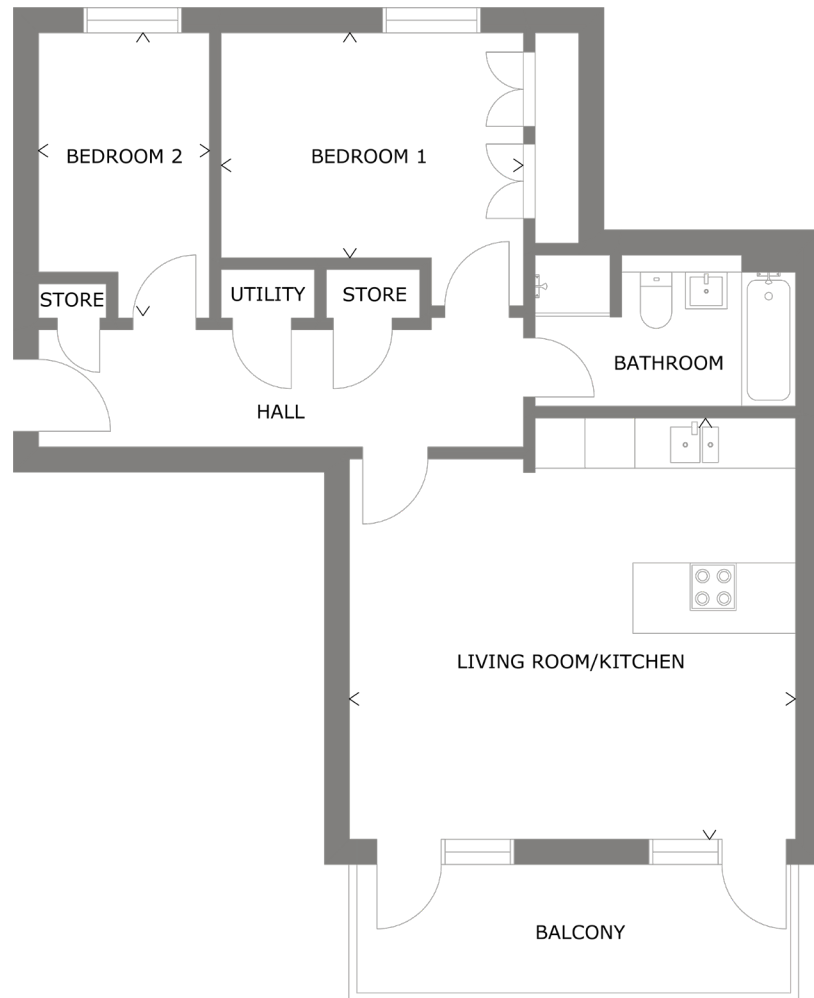 BEDROOM 2
BEDROOM 1
STORE
UTILITY
STORE
BATHROOM
HALL
LIVING ROOM/KITCHEN
BALCONY